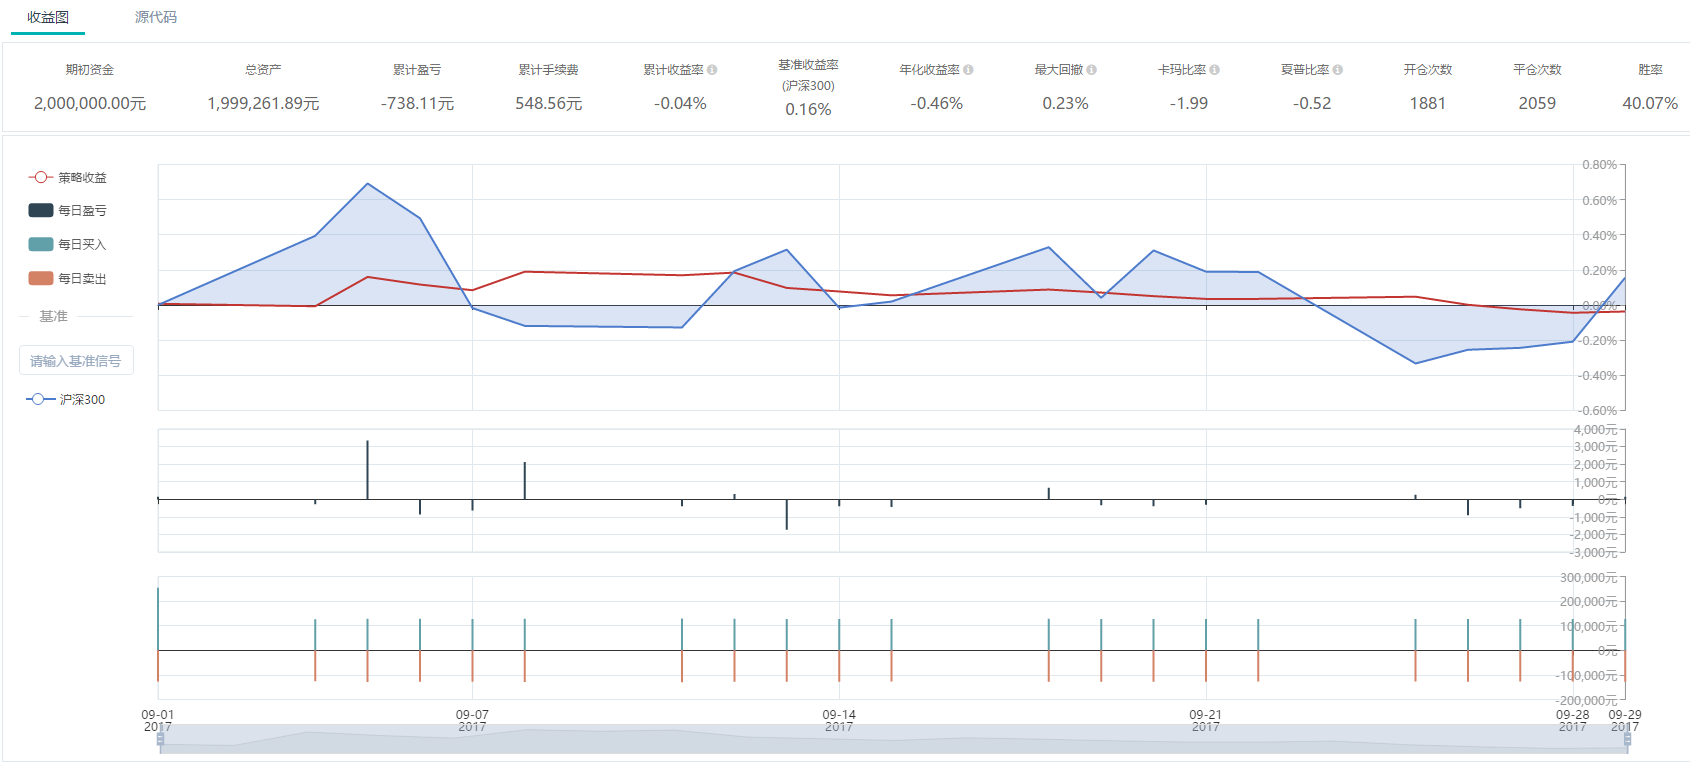 收益图 源代码
期初资金 总资产 累计盈亏 累计手续费 累计收益率 基准收益率 年化收益率 最大回撤 卡玛比率 夏普比率 开仓次数 平仓次数 胜率
(沪深300)
2,000,000.00元 1,999,261.89元 -738.11元 548.56元 -0.04% 0.16% -0.46% 0.23% -1.99 -0.52 1881 2059 40.07%
策略收益
每日盈亏
每日买入
每日卖出
基准
请输入基准信号
沪深300
0.80%
0.60%
0.40%
0.20%
0.00%
-0.20%
-0.40%
-0.60%
4,000元
3,000元
2,000元
1,000元
0元
-1,000元
-2,000元
-3,000元
300,000元
200,000元
100,000元
0元
-100,000元
-200,000元
09-01 09-07 09-14 09-21 09-28 09-29
2017 2017 2017 2017 2017 2017